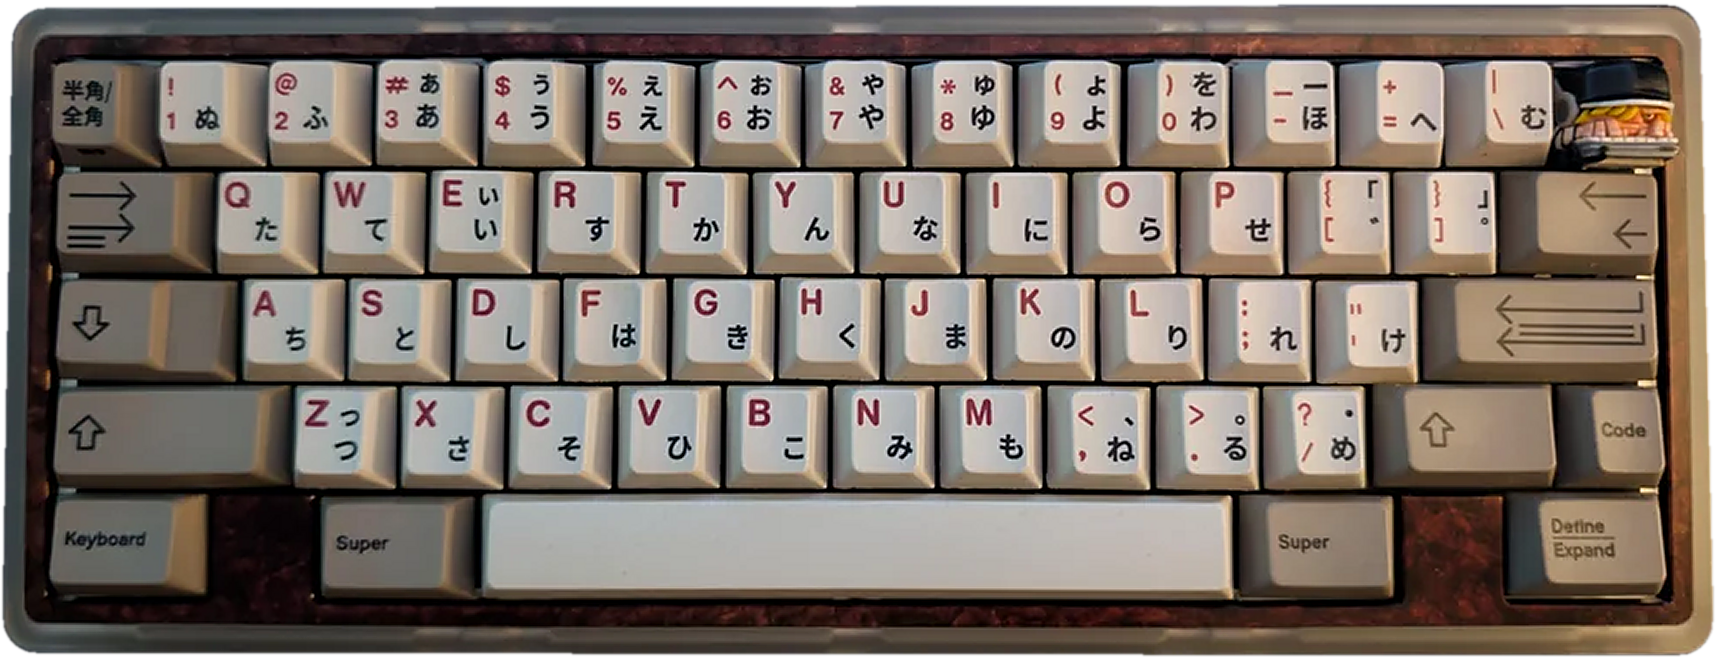 半角/
全角
! 1 ぬ
@ 2 ふ
# あ 3 あ
$ ぅ 4 う
% ぇ 5 え
^ ぉ 6 お
& ゃ 7 や
* ゅ 8 ゆ
( ょ 9 よ
) を 0 わ
_ ー - ほ
+ = へ
| \ む
Q た
W て
E ぃ い
R す
T か
Y ん
U な
I に
O ら
P せ
{ 「 [ ゛
} 」 ] ゜
A ち
S と
D し
F は
G き
H く
J ま
K の
L り
: ; れ
" ' け
Z っ つ
X さ
C そ
V ひ
B こ
N み
M も
< 、 , ね
> 。 . る
? ・ / め
Code
Keyboard
Super
Super
Define
Expand